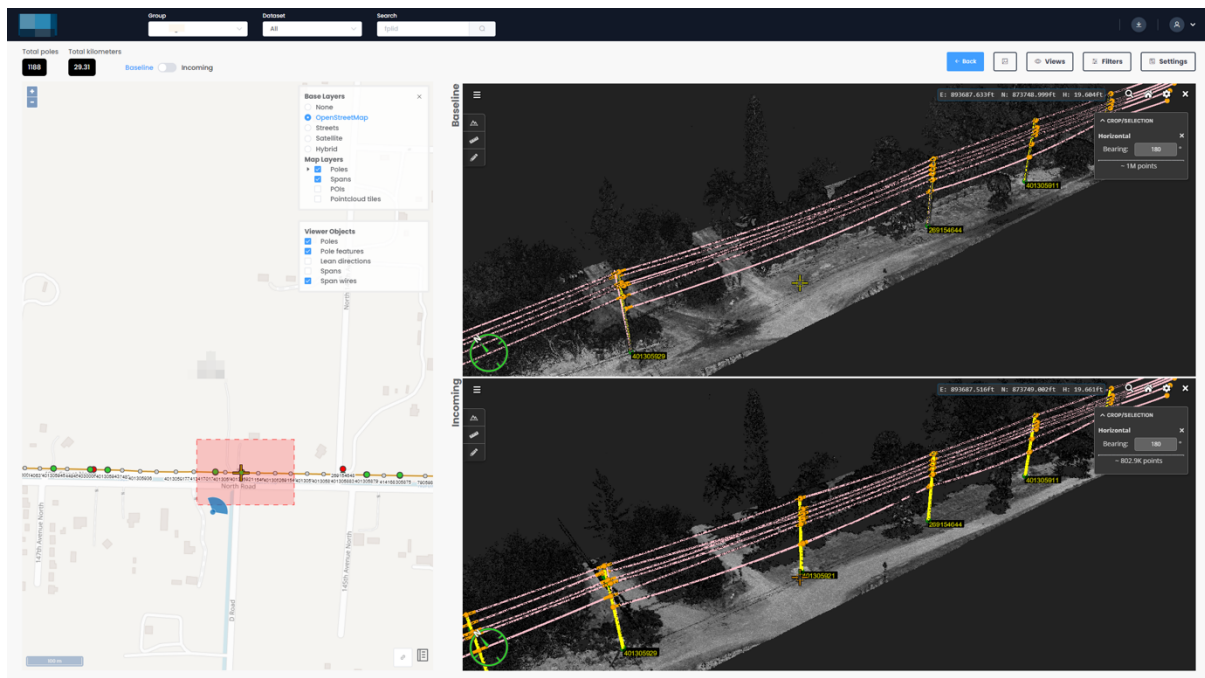 Group
Dataset
Search
All
fplid
Total poles
Total kilometers
1188
29.31
Baseline
Incoming
Back
Views
Filters
Settings
Base Layers
None
OpenStreetMap
Streets
Satellite
Hybrid
Map Layers
Poles
Spans
POIs
Pointcloud tiles
Viewer Objects
Poles
Pole features
Lean directions
Spans
Span wires
North
North Road
147th Avenue North
145th Avenue North
D Road
Baseline
E: 893687.633ft N: 873748.999ft H: 19.604ft
CROP/SELECTION
Horizontal
Bearing: 180 °
~ 1M points
401305911
269154644
401305929
N
Incoming
E: 893687.516ft N: 873749.002ft H: 19.661ft
CROP/SELECTION
Horizontal
Bearing: 180 °
~ 802.9K points
401305911
269154644
401305921
401305929
N